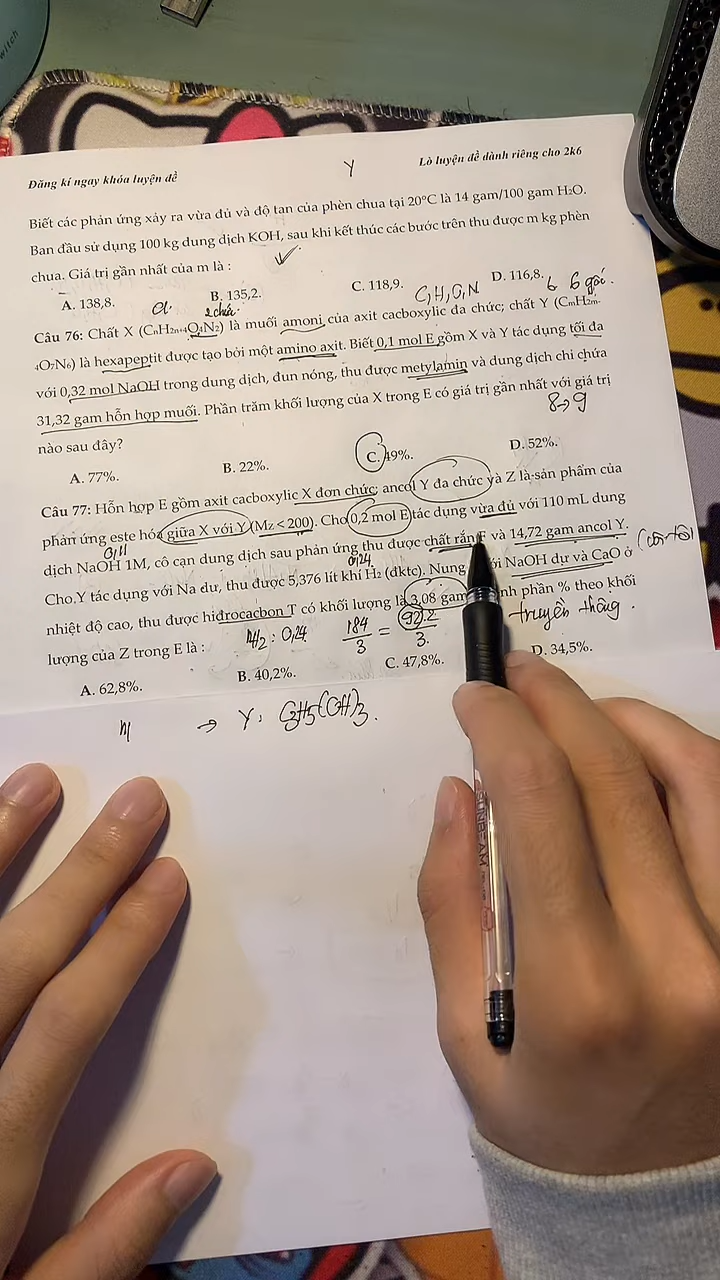 witch
Đăng kí ngay khóa luyện đề
Y
Lò luyện đề dành riêng cho 2k6
Biết các phản ứng xảy ra vừa đủ và độ tan của phèn chua tại 20°C là 14 gam/100 gam H₂O.
Ban đầu sử dụng 100 kg dung dịch KOH, sau khi kết thúc các bước trên thu được m kg phèn
chua. Giá trị gần nhất của m là :
A. 138,8. B. 135,2. C. 118,9. D. 116,8.
2 chức C, H, O, N 6 gốc.
Câu 76: Chất X (CₙH₂ₙ₊₄O₄N₂) là muối amoni của axit cacboxylic đa chức; chất Y (CₘH₂ₘ₋
₄O₇N₆) là hexapeptit được tạo bởi một amino axit. Biết 0,1 mol E gồm X và Y tác dụng tối đa
với 0,32 mol NaOH trong dung dịch, đun nóng, thu được metylamin và dung dịch chỉ chứa
31,32 gam hỗn hợp muối. Phần trăm khối lượng của X trong E có giá trị gần nhất với giá trị
8→9
nào sau đây?
A. 77%. B. 22%. C. 49%. D. 52%.
Câu 77: Hỗn hợp E gồm axit cacboxylic X đơn chức; ancol Y đa chức và Z là sản phẩm của
phản ứng este hóa giữa X với Y (Mz < 200). Cho 0,2 mol E tác dụng vừa đủ với 110 mL dung
0,11
dịch NaOH 1M, cô cạn dung dịch sau phản ứng thu được chất rắn F và 14,72 gam ancol Y.
0,24
Cho Y tác dụng với Na dư, thu được 5,376 lít khí H₂ (đktc). Nung với NaOH dư và CaO ở
nhiệt độ cao, thu được hiđrocacbon T có khối lượng là 3,08 gam nh phần % theo khối
truyền thống.
lượng của Z trong E là :
H₂ : 0,24 184/3 = 92.2/3.
A. 62,8%. B. 40,2%. C. 47,8%. D. 34,5%.
→ Y: C₃H₅(OH)₃.
SUNBEAM